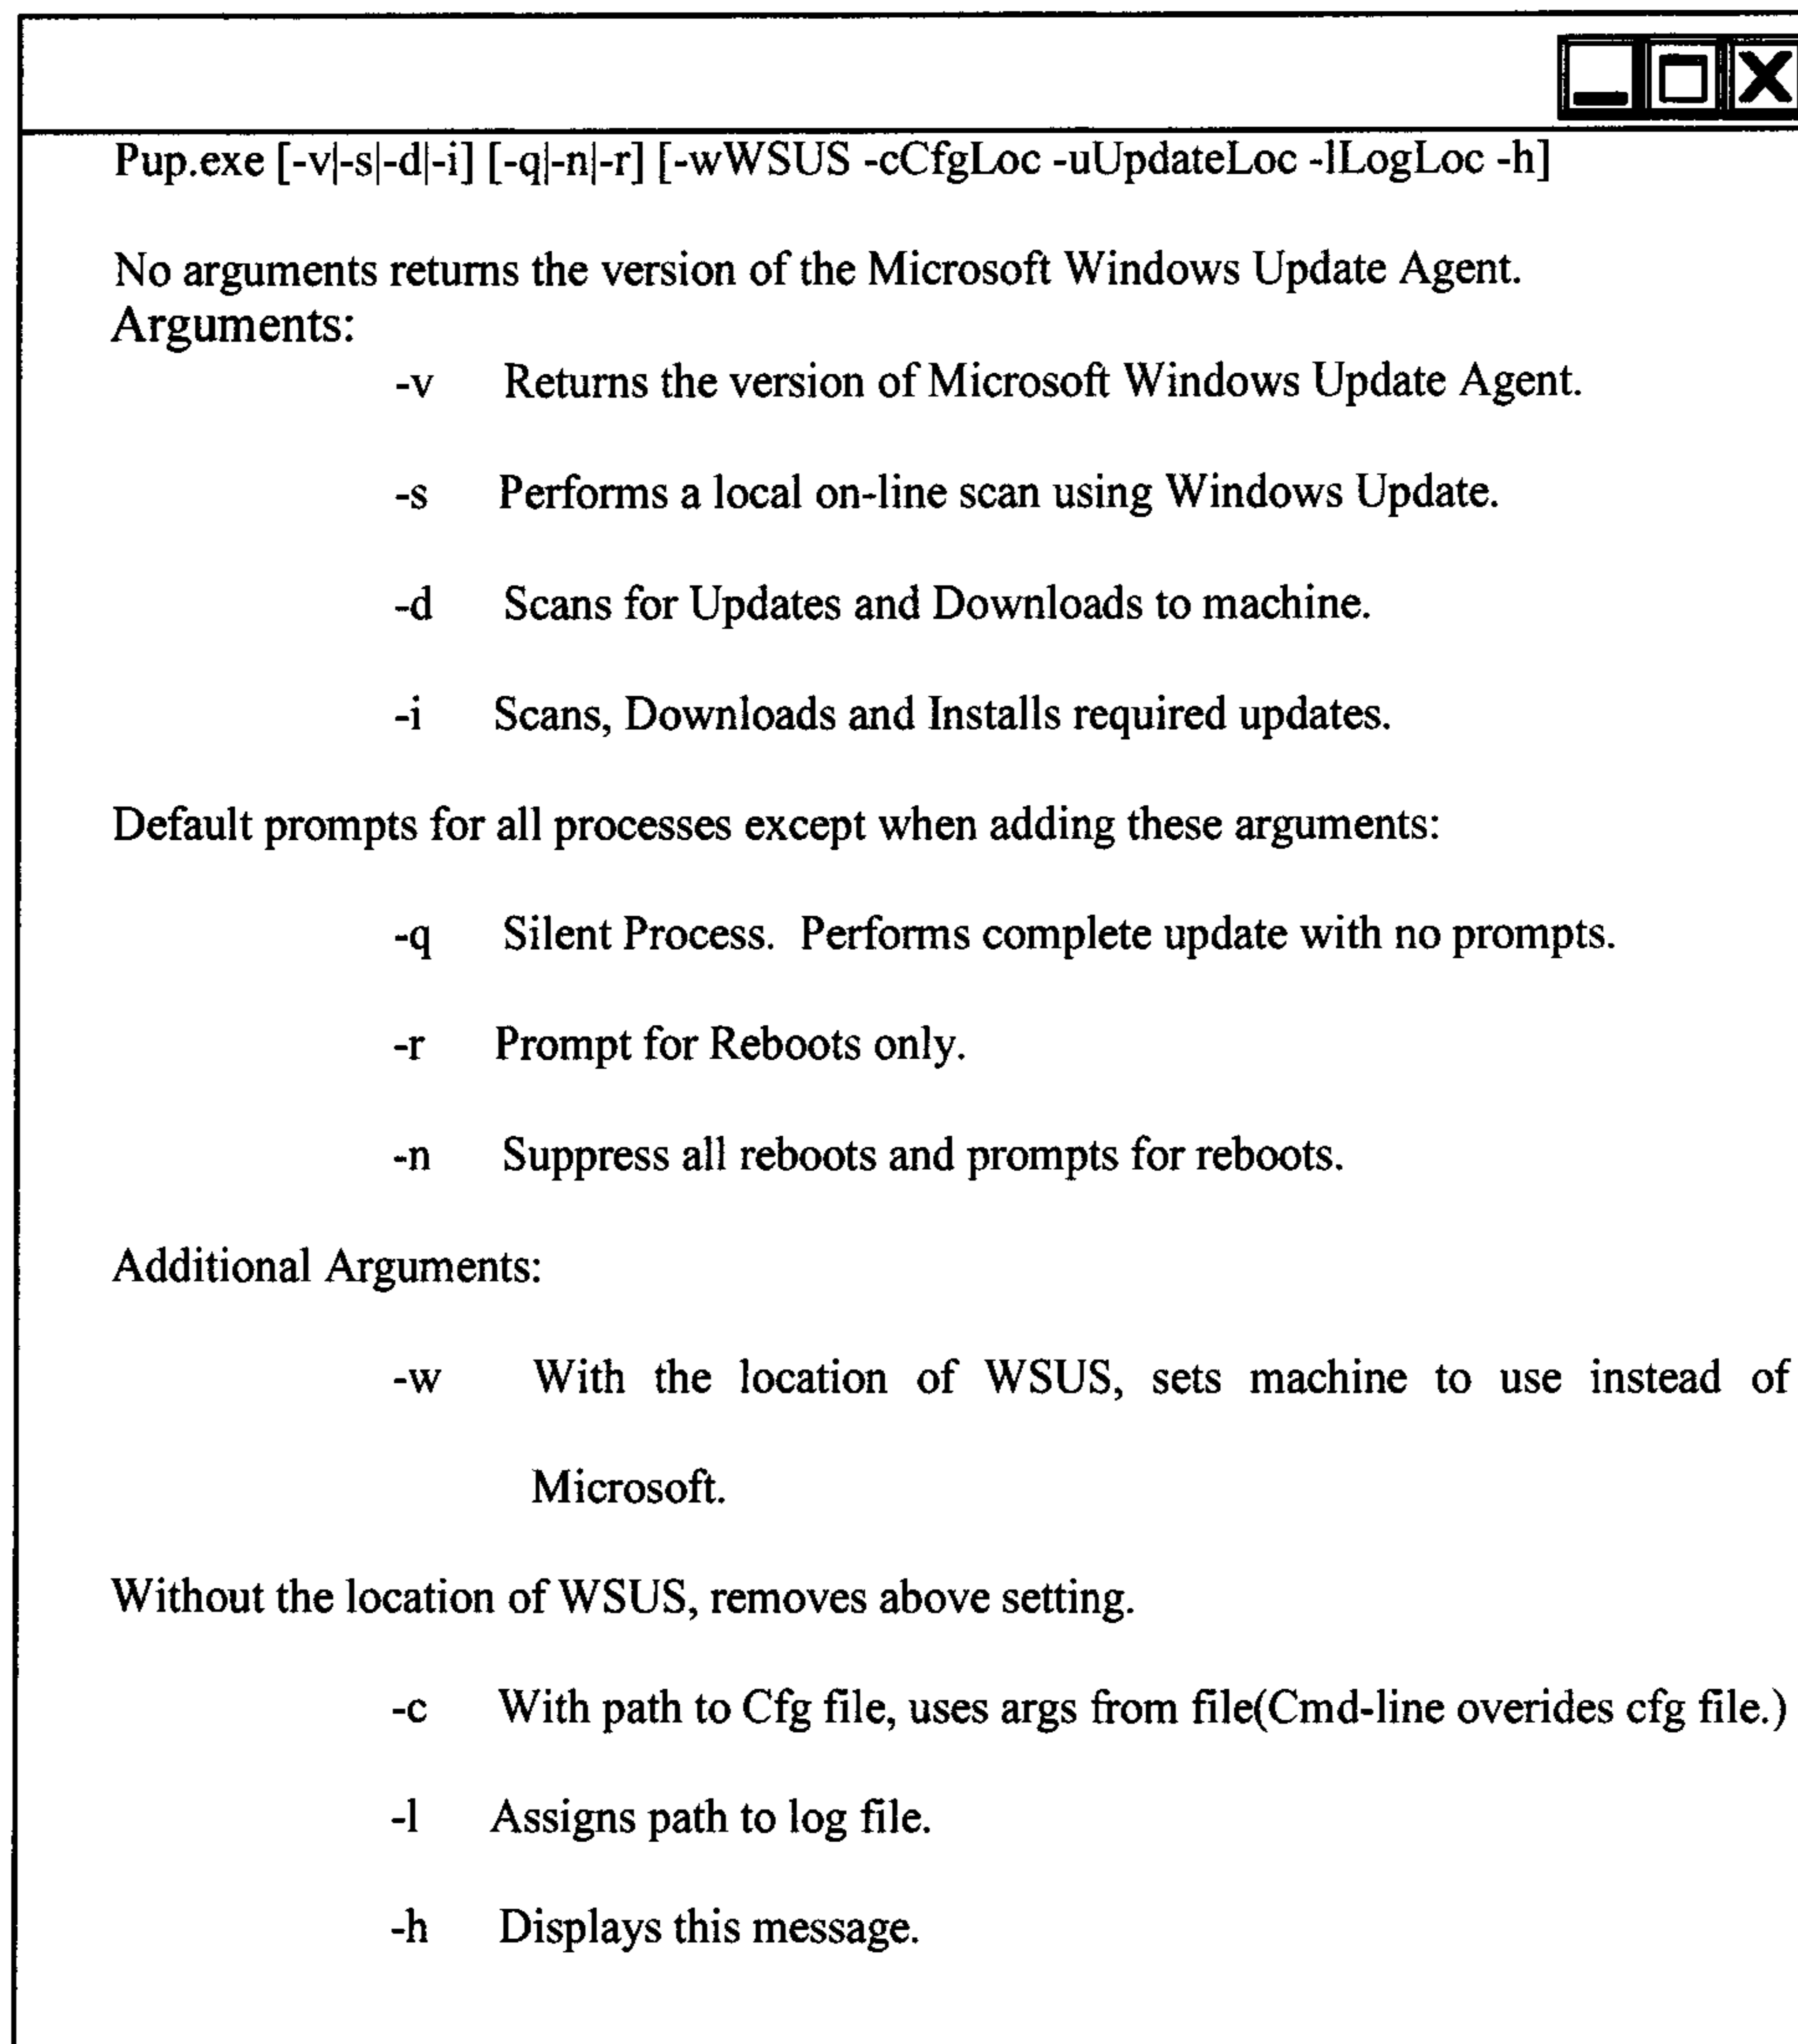 Pup.exe [-v|-s|-d|-i] [-q|-n|-r] [-wWSUS -cCfgLoc -uUpdateLoc -lLogLoc -h]
No arguments returns the version of the Microsoft Windows Update Agent.
Arguments:
-v Returns the version of Microsoft Windows Update Agent.
-s Performs a local on-line scan using Windows Update.
-d Scans for Updates and Downloads to machine.
-i Scans, Downloads and Installs required updates.
Default prompts for all processes except when adding these arguments:
-q Silent Process. Performs complete update with no prompts.
-r Prompt for Reboots only.
-n Suppress all reboots and prompts for reboots.
Additional Arguments:
-w With the location of WSUS, sets machine to use instead of
Microsoft.
Without the location of WSUS, removes above setting.
-c With path to Cfg file, uses args from file(Cmd-line overides cfg file.)
-l Assigns path to log file.
-h Displays this message.